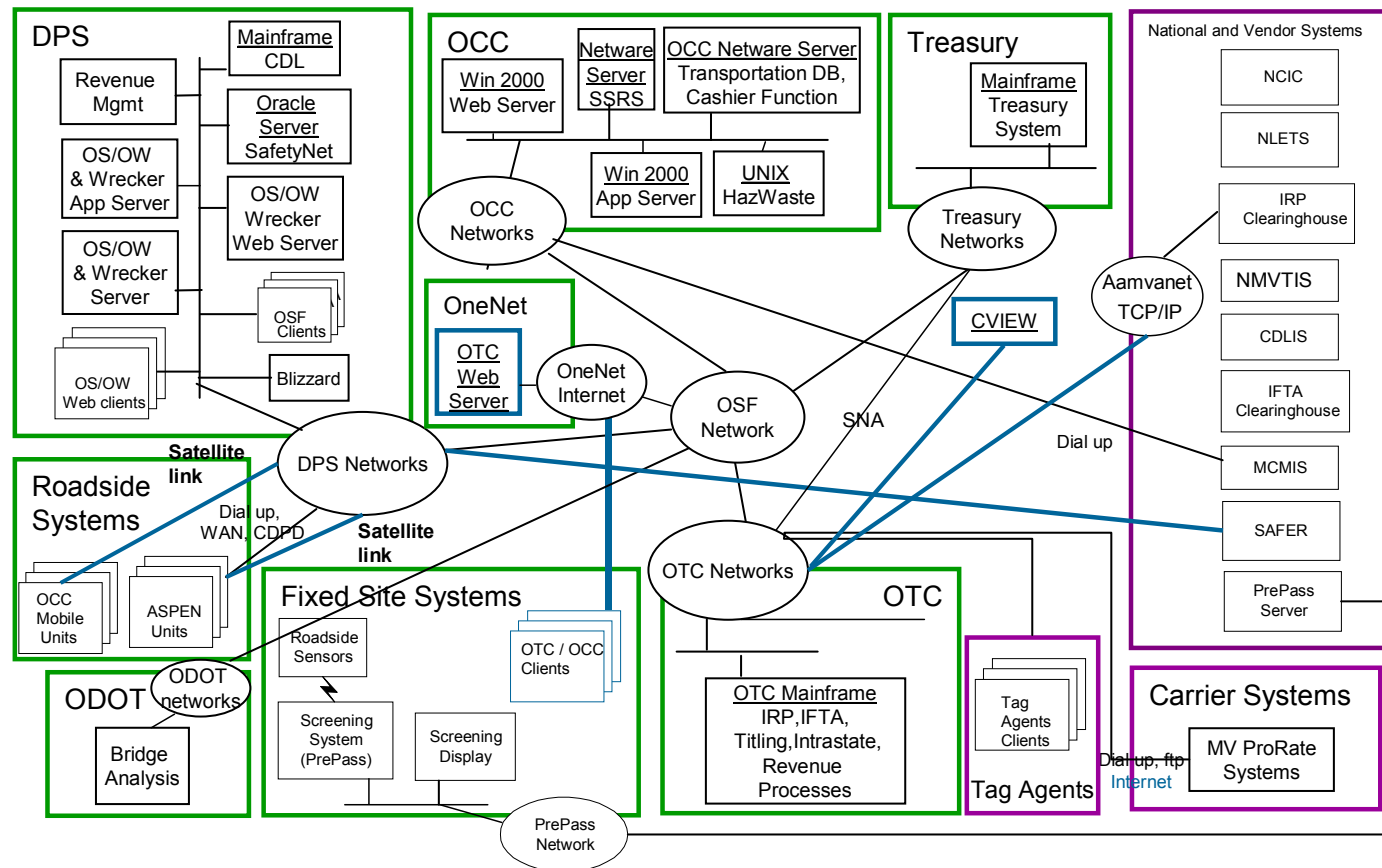 DPS
Mainframe
CDL
Revenue
Mgmt
Oracle
Server
SafetyNet
OS/OW
& Wrecker
App Server
OS/OW
Wrecker
Web Server
OS/OW
& Wrecker
Server
OSF
Clients
OS/OW
Web clients
Blizzard
OCC
Win 2000
Web Server
Netware
Server
SSRS
OCC Netware Server
Transportation DB,
Cashier Function
Win 2000
App Server
UNIX
HazWaste
OCC
Networks
Treasury
Mainframe
Treasury
System
Treasury
Networks
National and Vendor Systems
NCIC
NLETS
IRP
Clearinghouse
Aamvanet
TCP/IP
NMVTIS
CDLIS
IFTA
Clearinghouse
MCMIS
SAFER
PrePass
Server
OneNet
OTC
Web
Server
OneNet
Internet
CVIEW
OSF
Network
SNA
Dial up
DPS Networks
Satellite
link
Roadside
Systems
Dial up,
WAN, CDPD
Satellite
link
OCC
Mobile
Units
ASPEN
Units
Fixed Site Systems
Roadside
Sensors
OTC / OCC
Clients
Screening
System
(PrePass)
Screening
Display
PrePass
Network
ODOT
ODOT
networks
Bridge
Analysis
OTC Networks
OTC
OTC Mainframe
IRP,IFTA,
Titling,Intrastate,
Revenue
Processes
Tag
Agents
Clients
Tag Agents
Dial up, ftp
Internet
Carrier Systems
MV ProRate
Systems